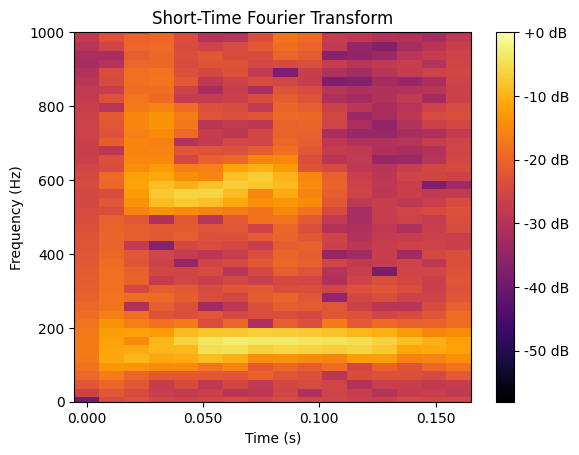 Short-Time Fourier Transform
1000
800
600
400
200
0
Frequency (Hz)
0.000
0.050
0.100
0.150
Time (s)
+0 dB
-10 dB
-20 dB
-30 dB
-40 dB
-50 dB